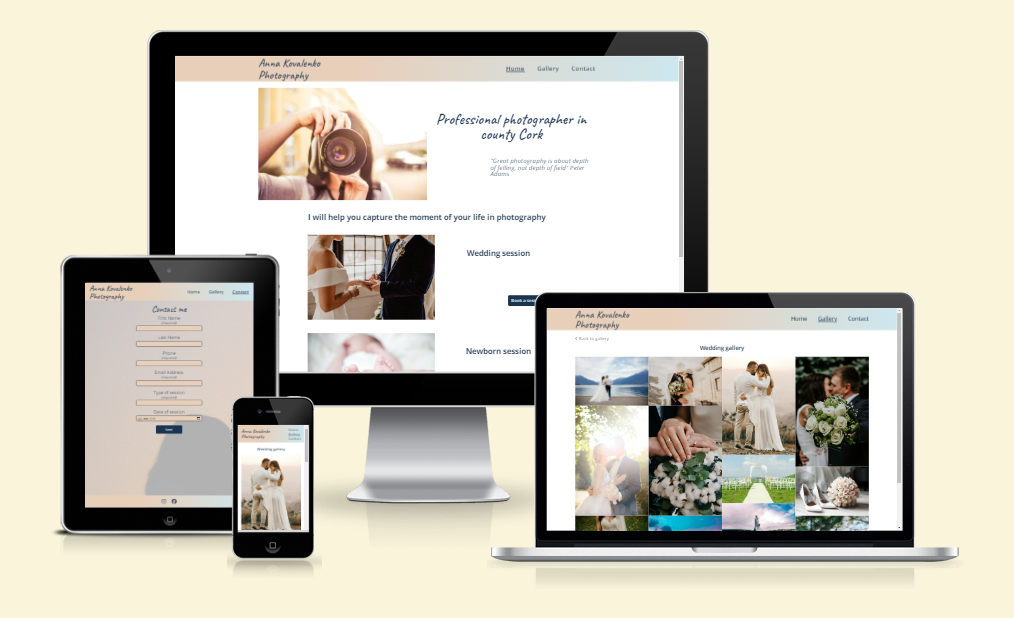 Anna Kovalenko
Photography
Home Gallery Contact
Professional photographer in
county Cork
"Great photography is about depth
of felling, not depth of field" Peter
Adams
I will help you capture the moment of your life in photography
Wedding session
Book a
Newborn session
Anna Kovalenko
Photography
Home Gallery Contact
Contact me
First Name
(required)
Last Name
Phone
(required)
Email Address
(required)
Type of session
(required)
Date of session
Send
Anna Kovalenko
Photography
Home
Gallery
Contact
Wedding gallery
Anna Kovalenko
Photography
Home Gallery Contact
Back to gallery
Wedding gallery